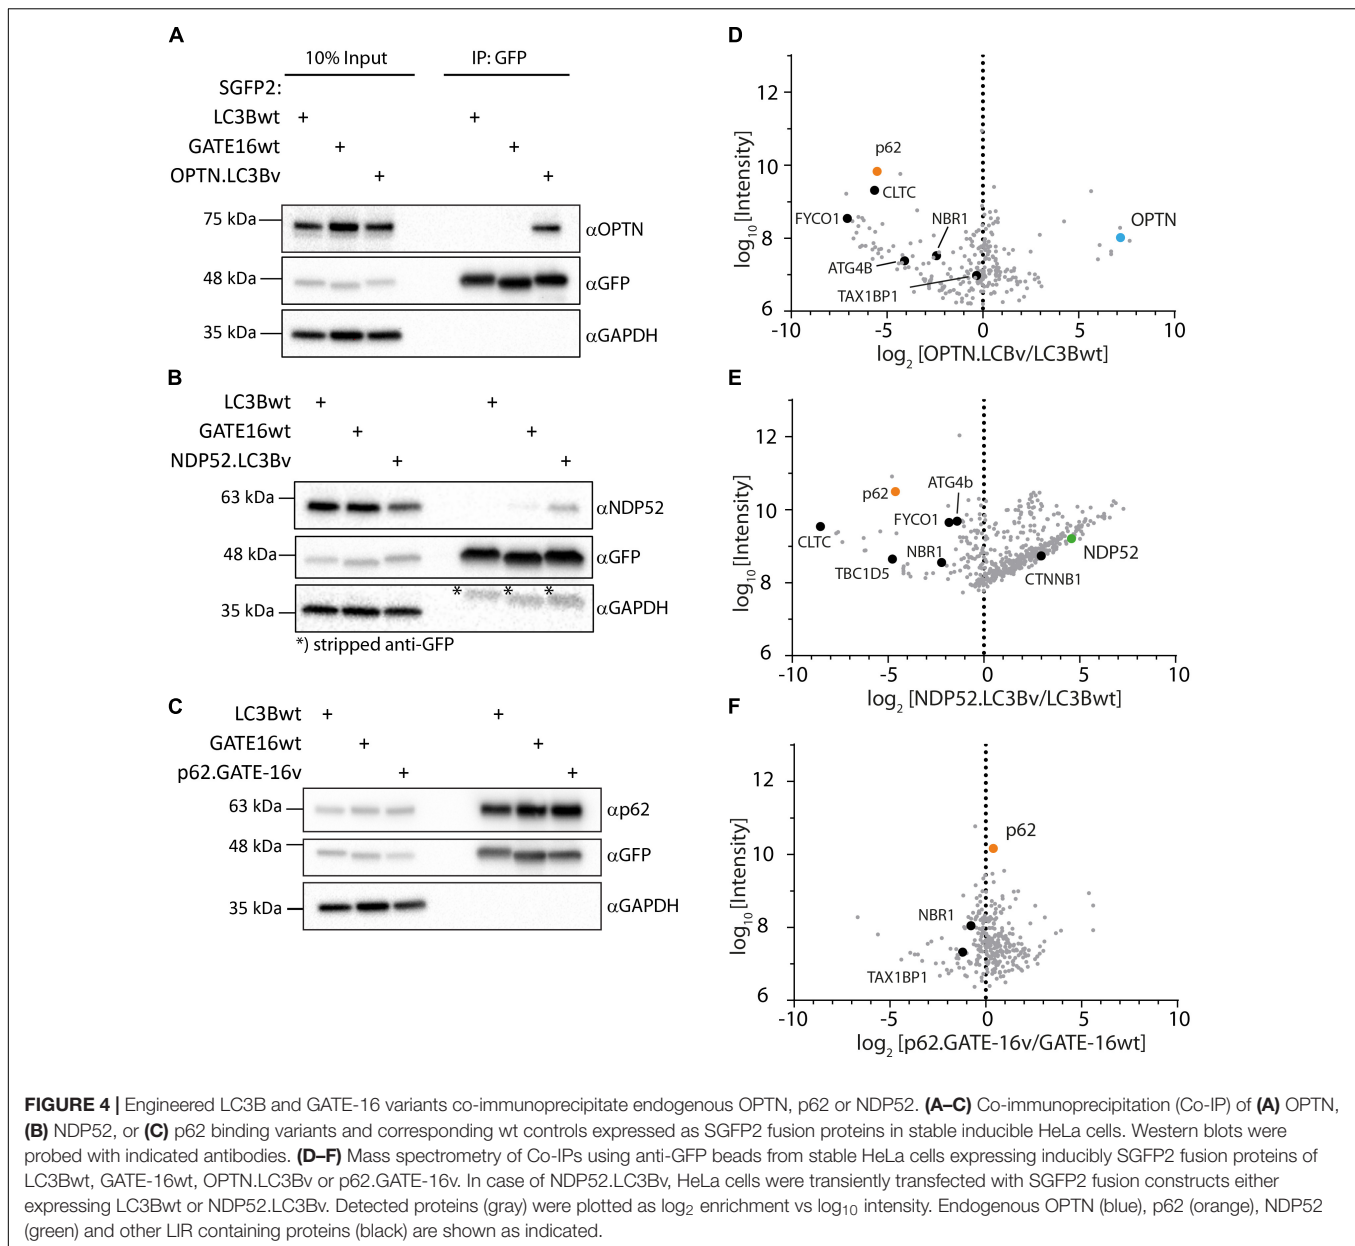 A
10% Input
IP: GFP
SGFP2:
LC3Bwt + +
GATE16wt + +
OPTN.LC3Bv + +
75 kDa
αOPTN
48 kDa
αGFP
35 kDa
αGAPDH
B
LC3Bwt + +
GATE16wt + +
NDP52.LC3Bv + +
63 kDa
αNDP52
48 kDa
αGFP
* * *
35 kDa
αGAPDH
*) stripped anti-GFP
C
LC3Bwt + +
GATE16wt + +
p62.GATE-16v + +
63 kDa
αp62
48 kDa
αGFP
35 kDa
αGAPDH
D
12
10
8
6
log10 [Intensity]
p62
CLTC
FYCO1
NBR1
OPTN
ATG4B
TAX1BP1
-10 -5 0 5 10
log2 [OPTN.LCBv/LC3Bwt]
E
12
10
8
6
log10 [Intensity]
p62
ATG4b
FYCO1
CLTC
NBR1
NDP52
TBC1D5
CTNNB1
-10 -5 0 5 10
log2 [NDP52.LC3Bv/LC3Bwt]
F
12
10
8
6
log10 [Intensity]
p62
NBR1
TAX1BP1
-10 -5 0 5 10
log2 [p62.GATE-16v/GATE-16wt]
FIGURE 4 | Engineered LC3B and GATE-16 variants co-immunoprecipitate endogenous OPTN, p62 or NDP52. (A–C) Co-immunoprecipitation (Co-IP) of (A) OPTN,
(B) NDP52, or (C) p62 binding variants and corresponding wt controls expressed as SGFP2 fusion proteins in stable inducible HeLa cells. Western blots were
probed with indicated antibodies. (D–F) Mass spectrometry of Co-IPs using anti-GFP beads from stable HeLa cells expressing inducibly SGFP2 fusion proteins of
LC3Bwt, GATE-16wt, OPTN.LC3Bv or p62.GATE-16v. In case of NDP52.LC3Bv, HeLa cells were transiently transfected with SGFP2 fusion constructs either
expressing LC3Bwt or NDP52.LC3Bv. Detected proteins (gray) were plotted as log2 enrichment vs log10 intensity. Endogenous OPTN (blue), p62 (orange), NDP52
(green) and other LIR containing proteins (black) are shown as indicated.